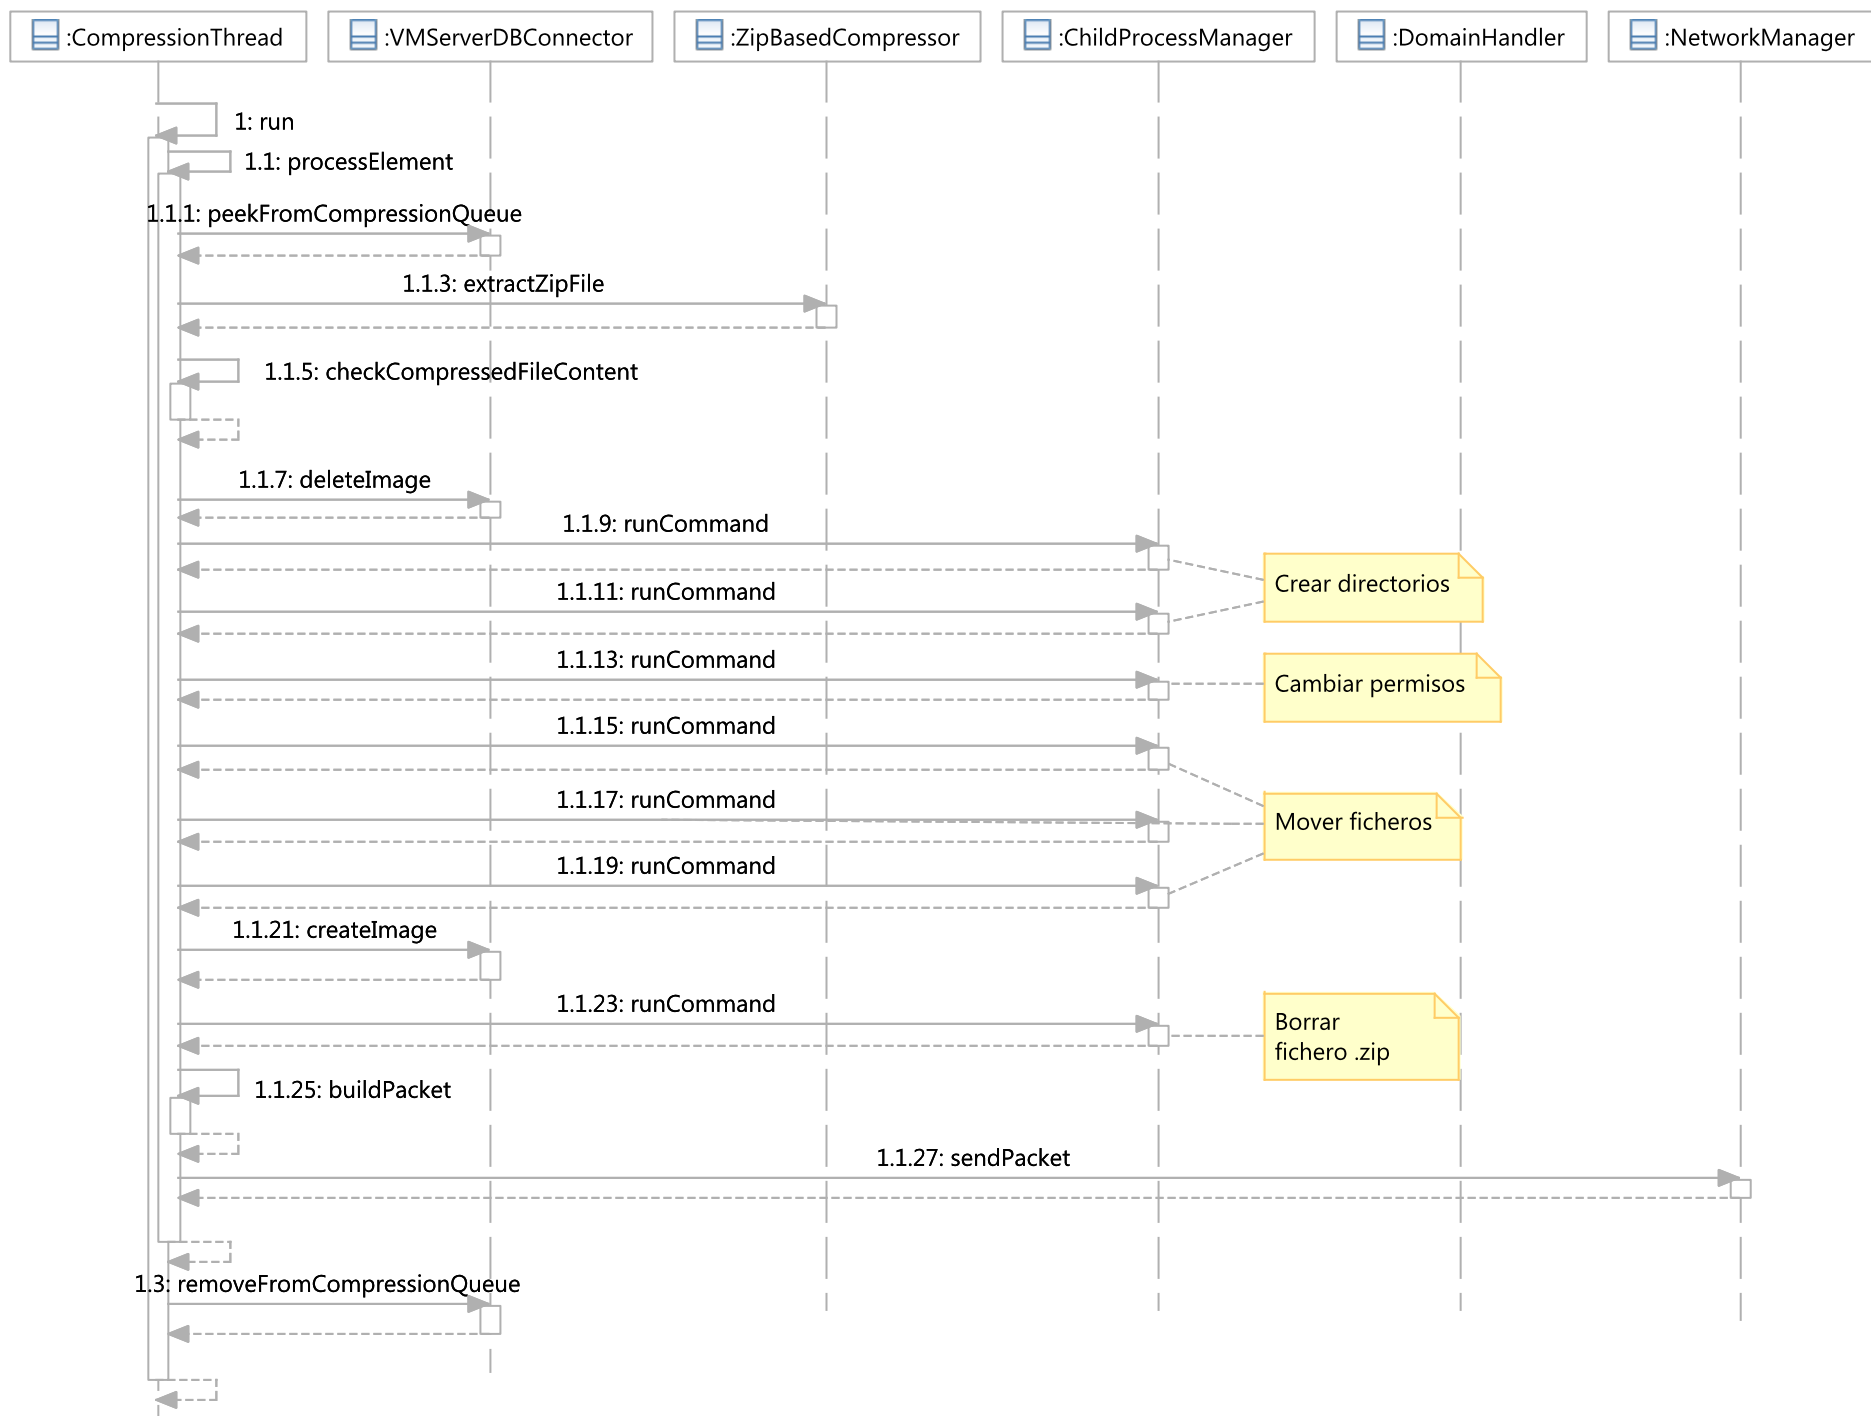 :CompressionThread
:VMServerDBConnector
:ZipBasedCompressor
:ChildProcessManager
:DomainHandler
:NetworkManager
1: run
1.1: processElement
1.1.1: peekFromCompressionQueue
1.1.3: extractZipFile
1.1.5: checkCompressedFileContent
1.1.7: deleteImage
1.1.9: runCommand
Crear directorios
1.1.11: runCommand
1.1.13: runCommand
Cambiar permisos
1.1.15: runCommand
1.1.17: runCommand
Mover ficheros
1.1.19: runCommand
1.1.21: createImage
1.1.23: runCommand
Borrar
fichero .zip
1.1.25: buildPacket
1.1.27: sendPacket
1.3: removeFromCompressionQueue